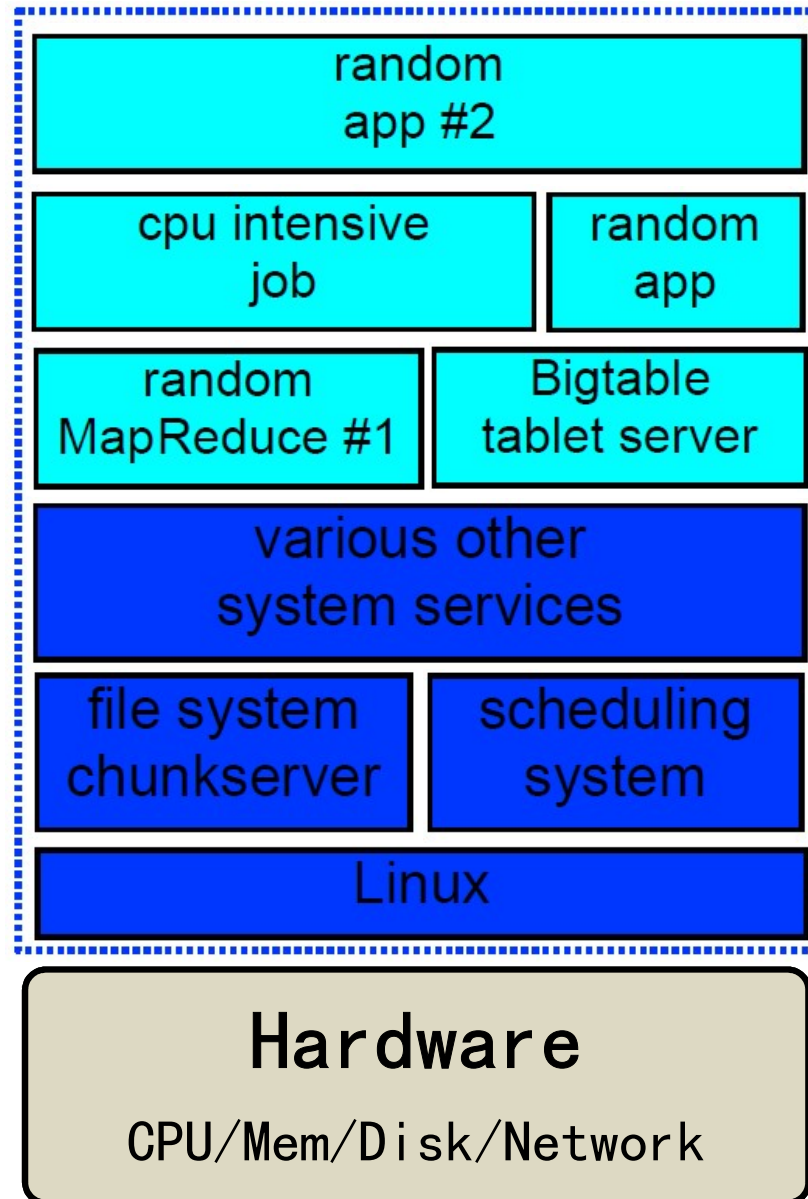 random
app #2
cpu intensive
job
random
app
random
MapReduce #1
Bigtable
tablet server
various other
system services
file system
chunkserver
scheduling
system
Linux
Hardware
CPU/Mem/Disk/Network